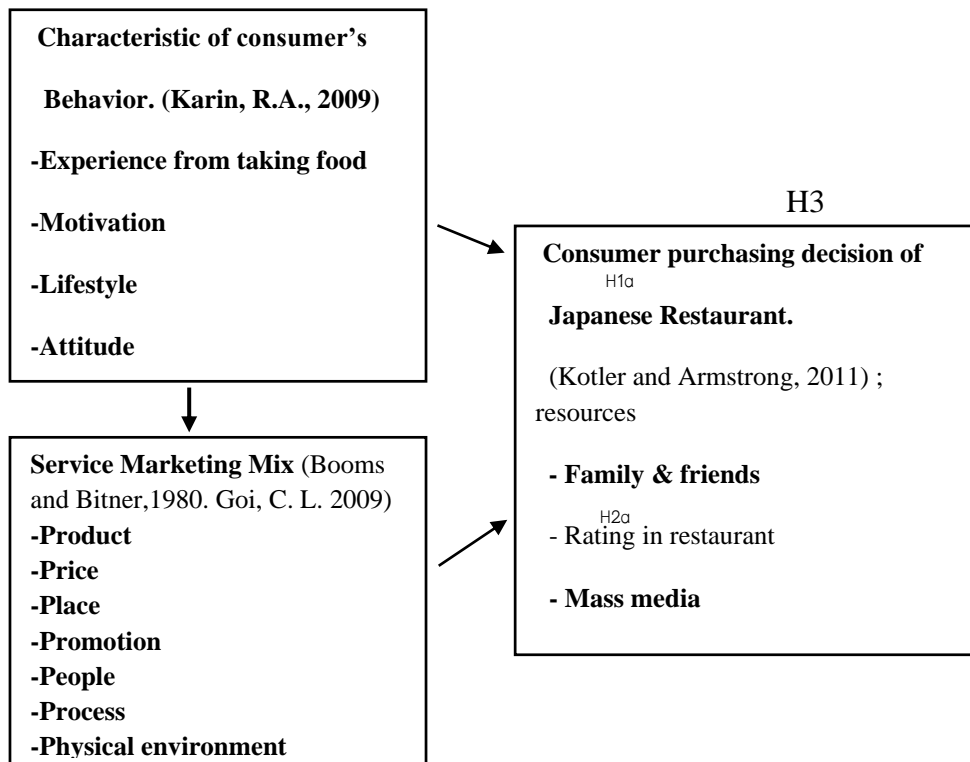 Characteristic of consumer's
Behavior. (Karin, R.A., 2009)
-Experience from taking food
-Motivation
-Lifestyle
-Attitude
Service Marketing Mix (Booms
and Bitner,1980. Goi, C. L. 2009)
-Product
-Price
-Place
-Promotion
-People
-Process
-Physical environment
H3
Consumer purchasing decision of
H1a
Japanese Restaurant.
(Kotler and Armstrong, 2011) ;
resources
- Family & friends
H2a
- Rating in restaurant
- Mass media